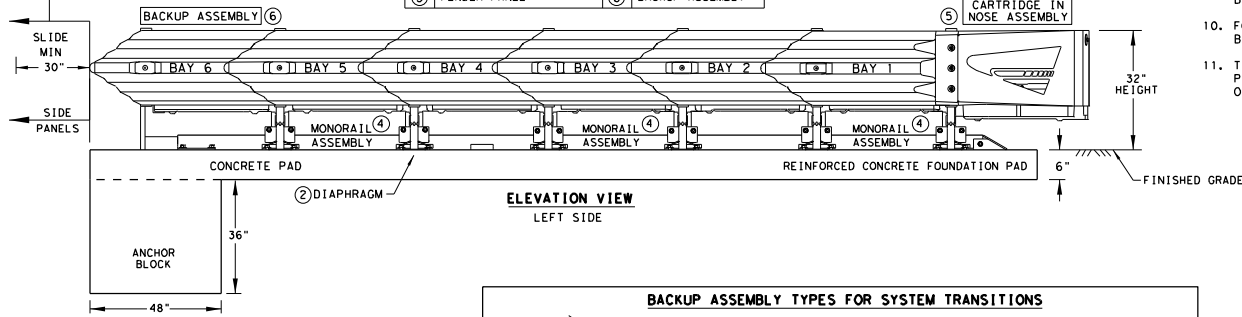 BACKUP ASSEMBLY 6
5
CARTRIDGE IN
NOSE ASSEMBLY
10.
11.
SLIDE
MIN
30"
SIDE
PANELS
BAY 6
BAY 5
BAY 4
BAY 3
BAY 2
BAY 1
32"
HEIGHT
MONORAIL 4
ASSEMBLY
MONORAIL 4
ASSEMBLY
MONORAIL 4
ASSEMBLY
CONCRETE PAD
REINFORCED CONCRETE FOUNDATION PAD
6"
FINISHED GRADE
2 DIAPHRAGM
ELEVATION VIEW
LEFT SIDE
36"
ANCHOR
BLOCK
48"
BACKUP ASSEMBLY TYPES FOR SYSTEM TRANSITIONS